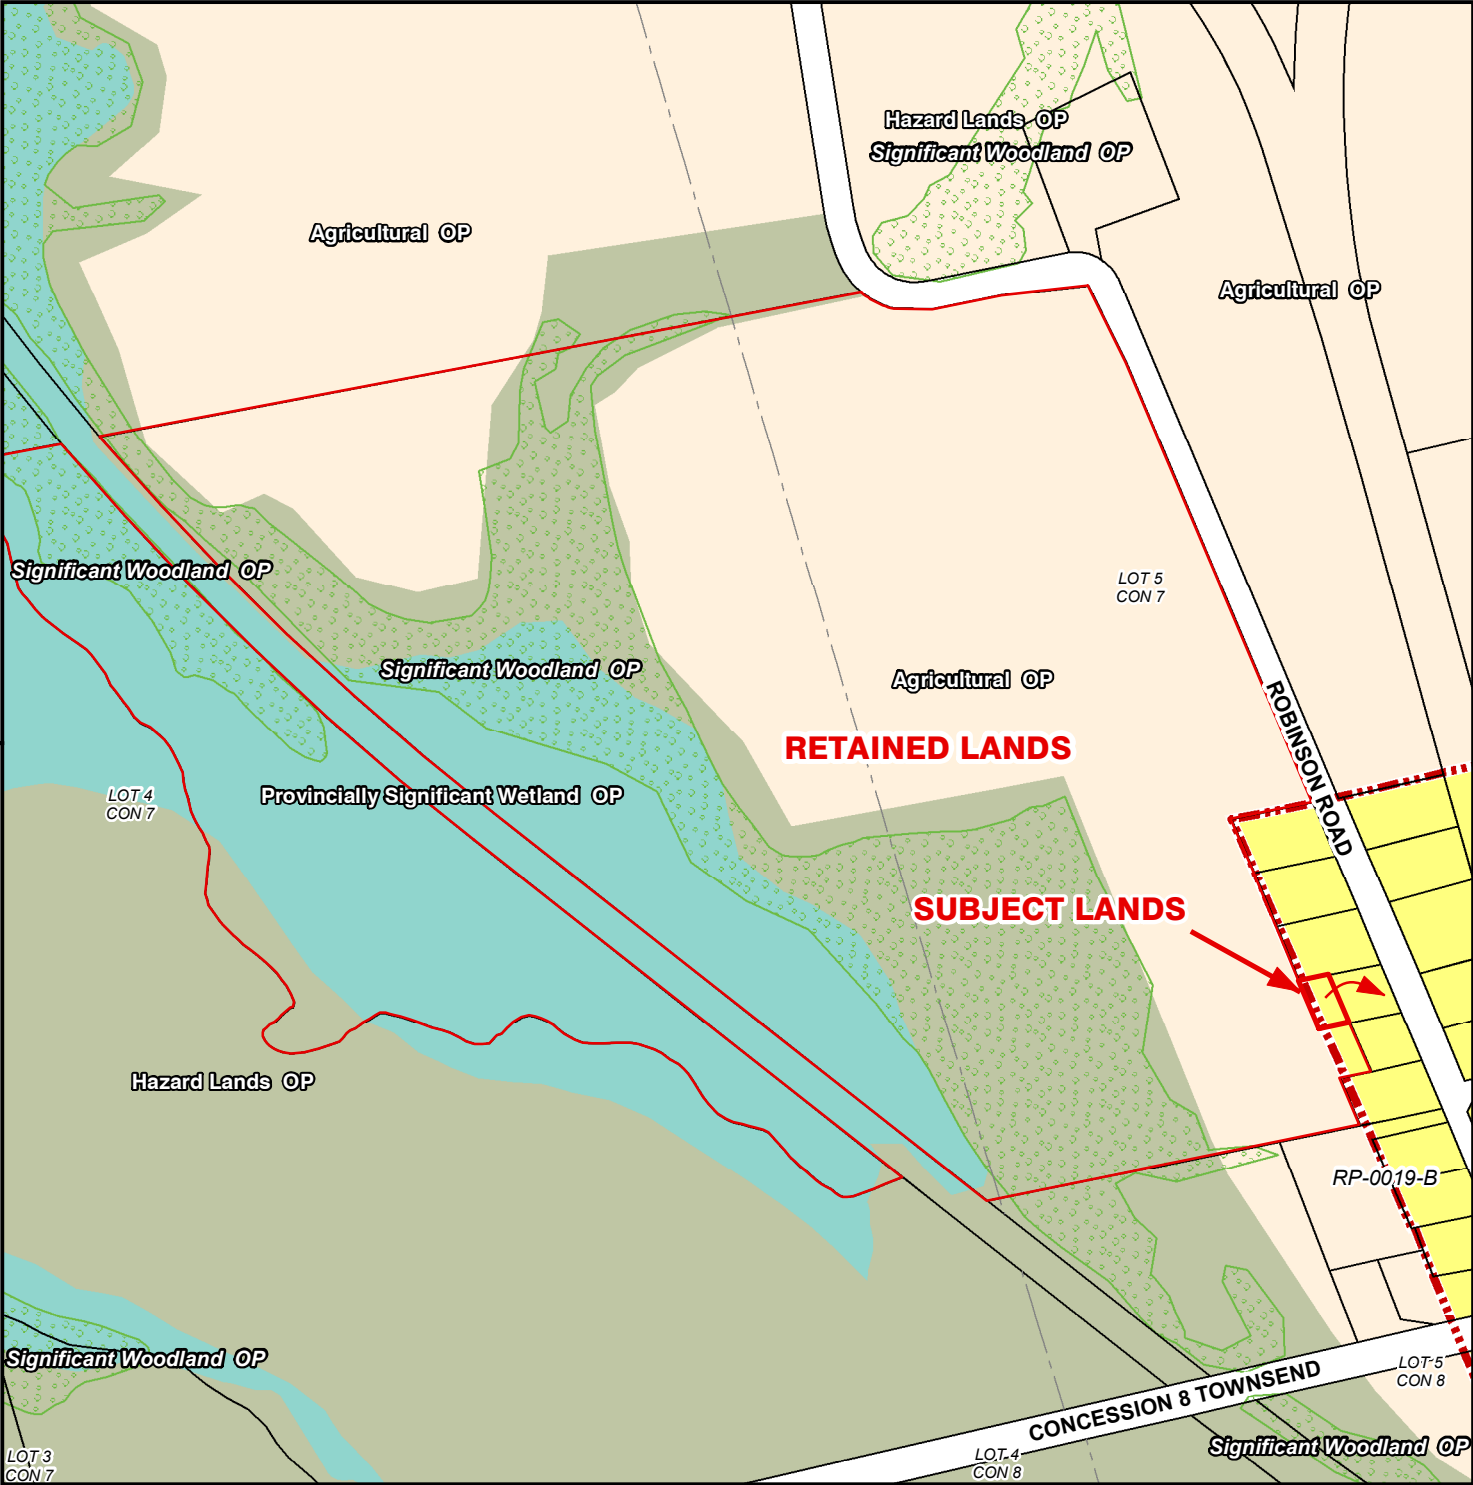 Hazard Lands OP
Significant Woodland OP
Agricultural OP
Agricultural OP
Significant Woodland OP
LOT 5
CON 7
Significant Woodland OP
Agricultural OP
ROBINSON ROAD
RETAINED LANDS
LOT 4
CON 7
Provincially Significant Wetland OP
SUBJECT LANDS
Hazard Lands OP
RP-0019-B
Significant Woodland OP
LOT 5
CON 8
CONCESSION 8 TOWNSEND
Significant Woodland OP
LOT 3
CON 7
LOT 4
CON 8